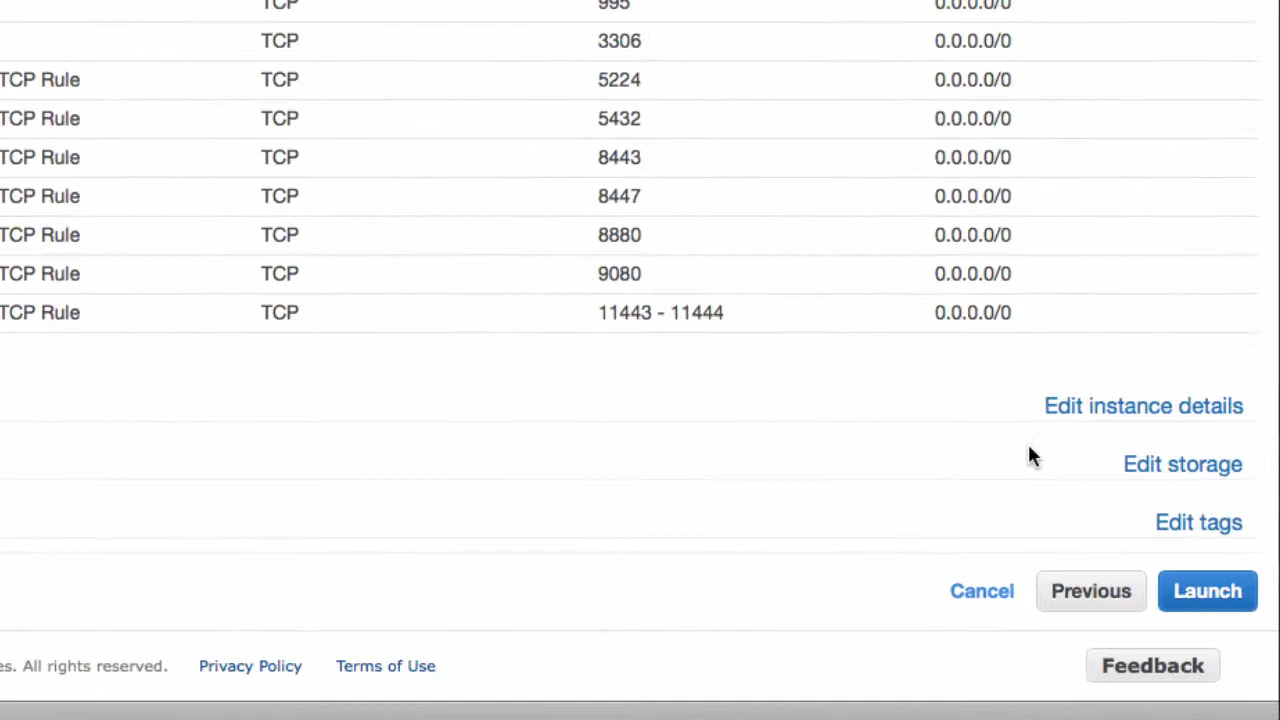 TCP 995 0.0.0.0/0
TCP 3306 0.0.0.0/0
TCP Rule TCP 5224 0.0.0.0/0
TCP Rule TCP 5432 0.0.0.0/0
TCP Rule TCP 8443 0.0.0.0/0
TCP Rule TCP 8447 0.0.0.0/0
TCP Rule TCP 8880 0.0.0.0/0
TCP Rule TCP 9080 0.0.0.0/0
TCP Rule TCP 11443 - 11444 0.0.0.0/0
Edit instance details
Edit storage
Edit tags
Cancel Previous Launch
es. All rights reserved. Privacy Policy Terms of Use Feedback